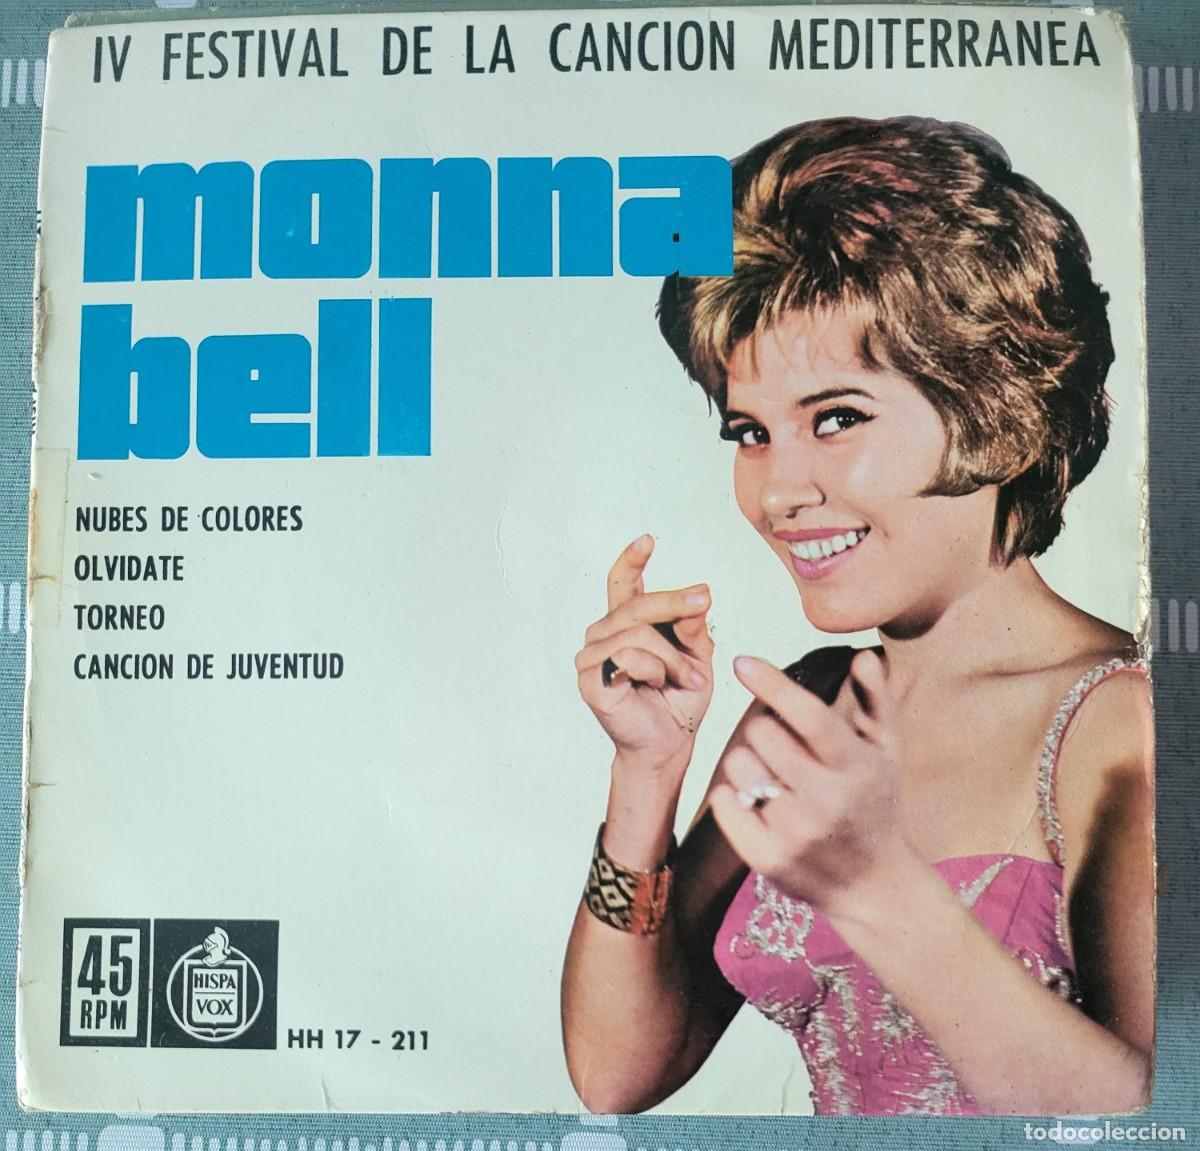 IV FESTIVAL DE LA CANCION MEDITERRANEA
monna
bell
NUBES DE COLORES
OLVIDATE
TORNEO
CANCION DE JUVENTUD
45
RPM
HISPA
VOX
HH 17 - 211
todocoleccion